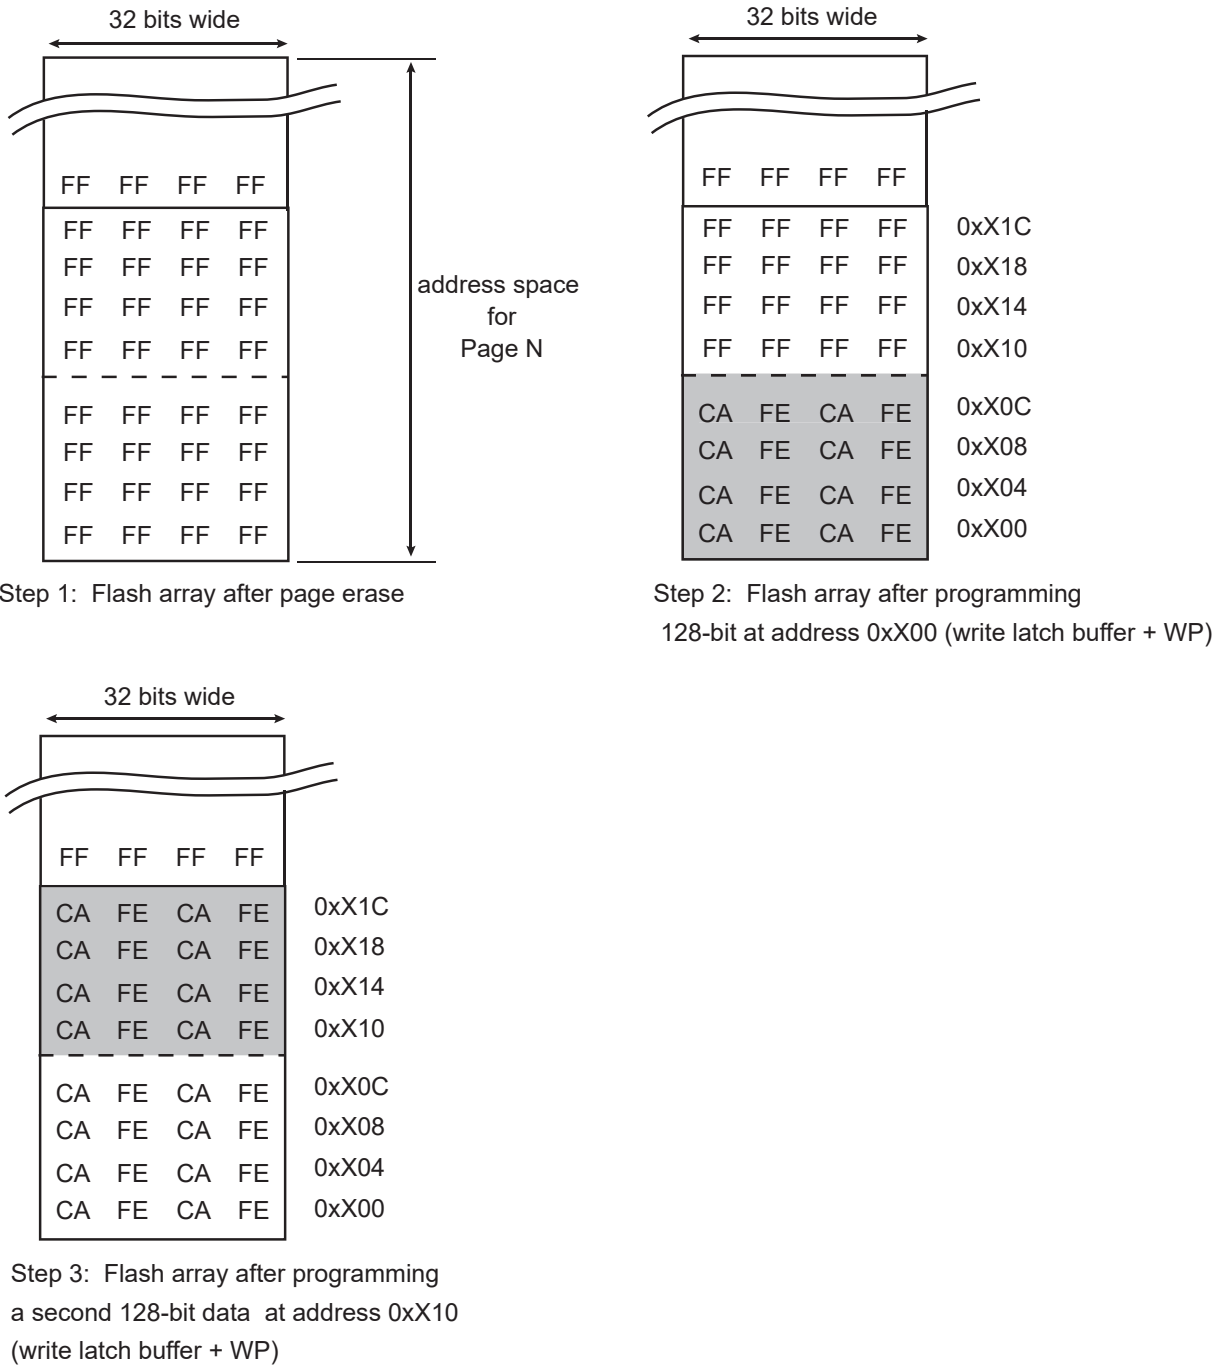 32 bits wide
FF FF FF FF
FF FF FF FF
FF FF FF FF
FF FF FF FF
FF FF FF FF
FF FF FF FF
FF FF FF FF
FF FF FF FF
FF FF FF FF
address space
for
Page N
Step 1: Flash array after page erase
32 bits wide
FF FF FF FF
FF FF FF FF 0xX1C
FF FF FF FF 0xX18
FF FF FF FF 0xX14
FF FF FF FF 0xX10
CA FE CA FE 0xX0C
CA FE CA FE 0xX08
CA FE CA FE 0xX04
CA FE CA FE 0xX00
Step 2: Flash array after programming
128-bit at address 0xX00 (write latch buffer + WP)
32 bits wide
FF FF FF FF
CA FE CA FE 0xX1C
CA FE CA FE 0xX18
CA FE CA FE 0xX14
CA FE CA FE 0xX10
CA FE CA FE 0xX0C
CA FE CA FE 0xX08
CA FE CA FE 0xX04
CA FE CA FE 0xX00
Step 3: Flash array after programming
a second 128-bit data at address 0xX10
(write latch buffer + WP)